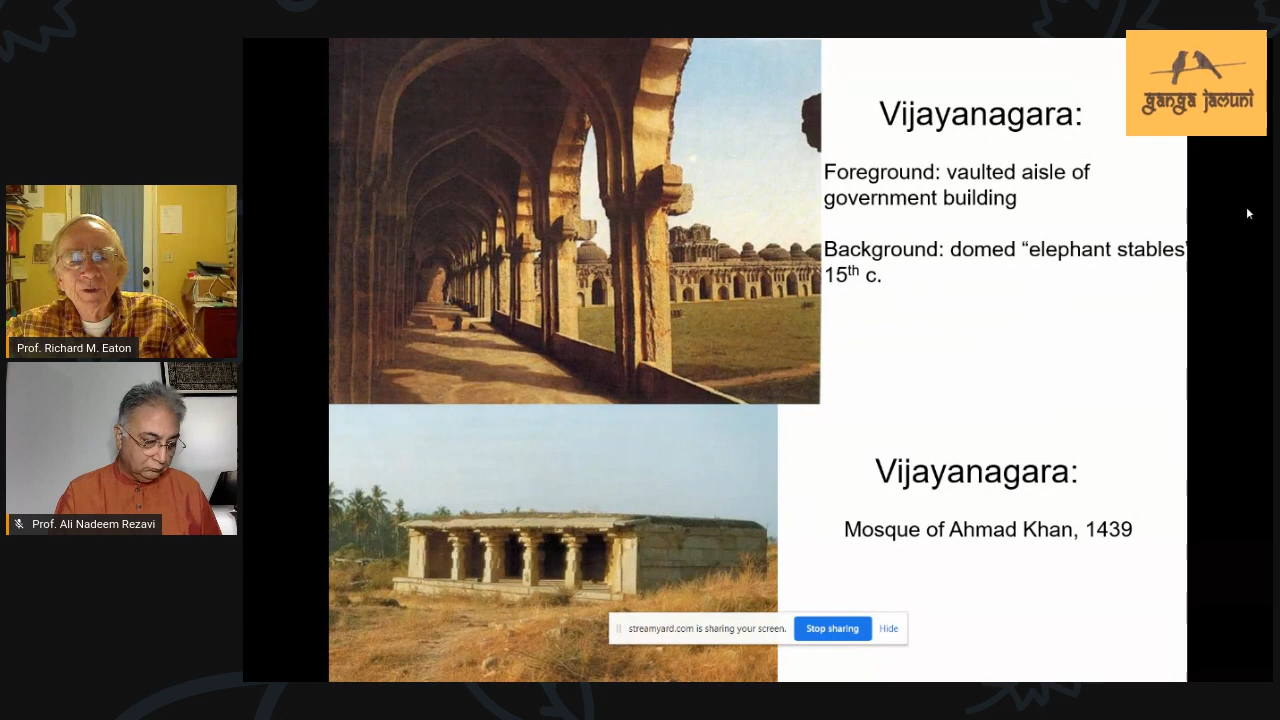 Vijayanagara:
Foreground: vaulted aisle of
government building
Background: domed “elephant stables”
15th c.
ganga jamuni
Prof. Richard M. Eaton
Prof. Ali Nadeem Rezavi
Vijayanagara:
Mosque of Ahmad Khan, 1439
streamyard.com is sharing your screen. Stop sharing Hide